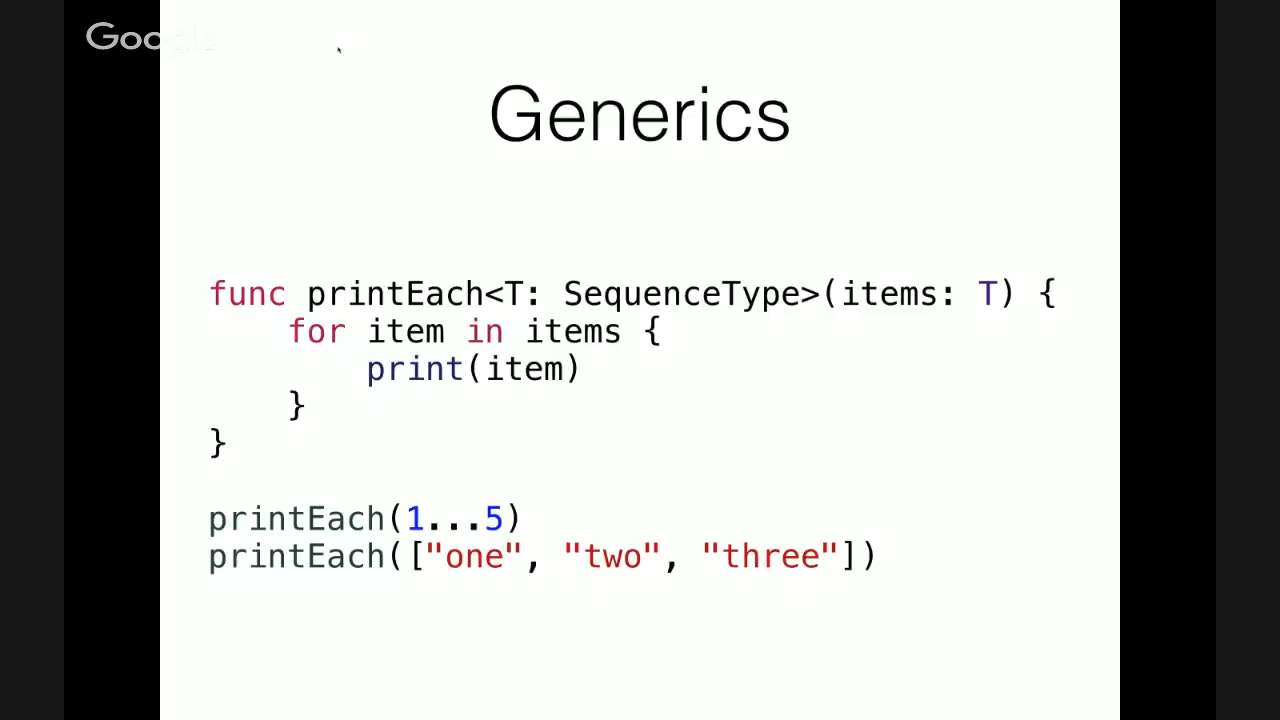 Google
Generics
func printEach<T: SequenceType>(items: T) {
    for item in items {
        print(item)
    }
}
printEach(1...5)
printEach(["one", "two", "three"])